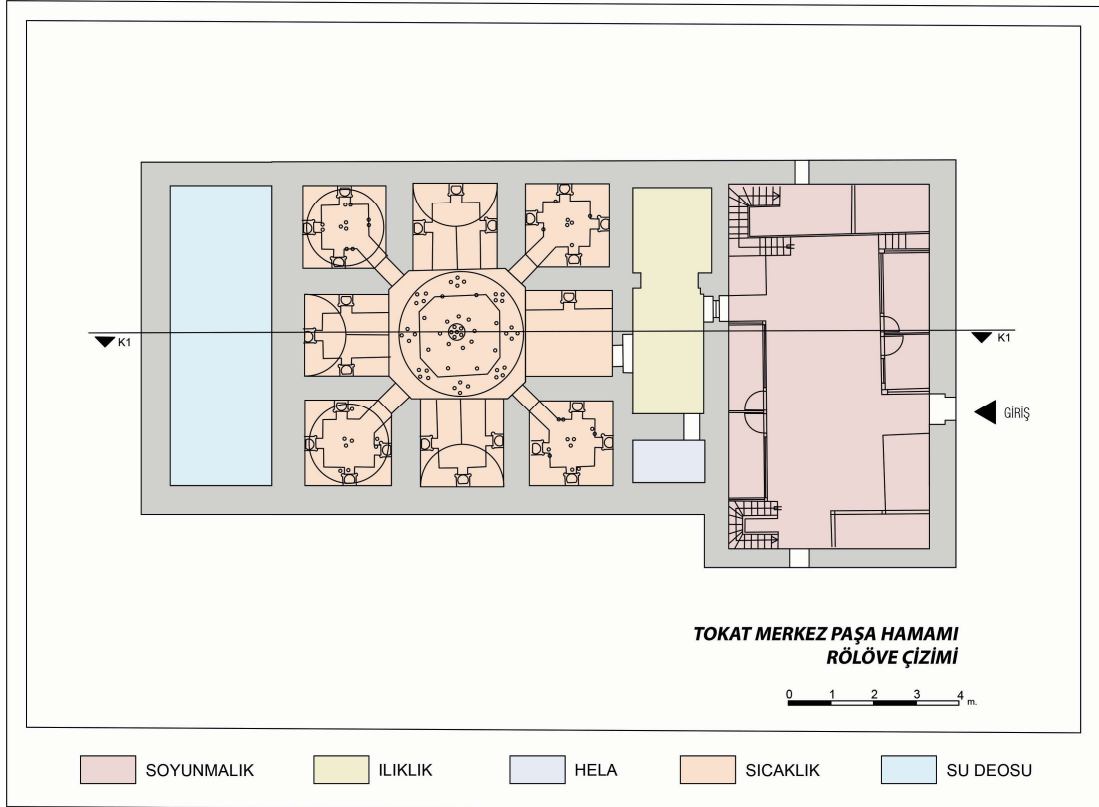 K1
K1
GİRİŞ
TOKAT MERKEZ PAŞA HAMAMI
RÖLÖVE ÇİZİMİ
0 1 2 3 4 m.
SOYUNMALIK ILIKLIK HELA SICAKLIK SU DEOSU